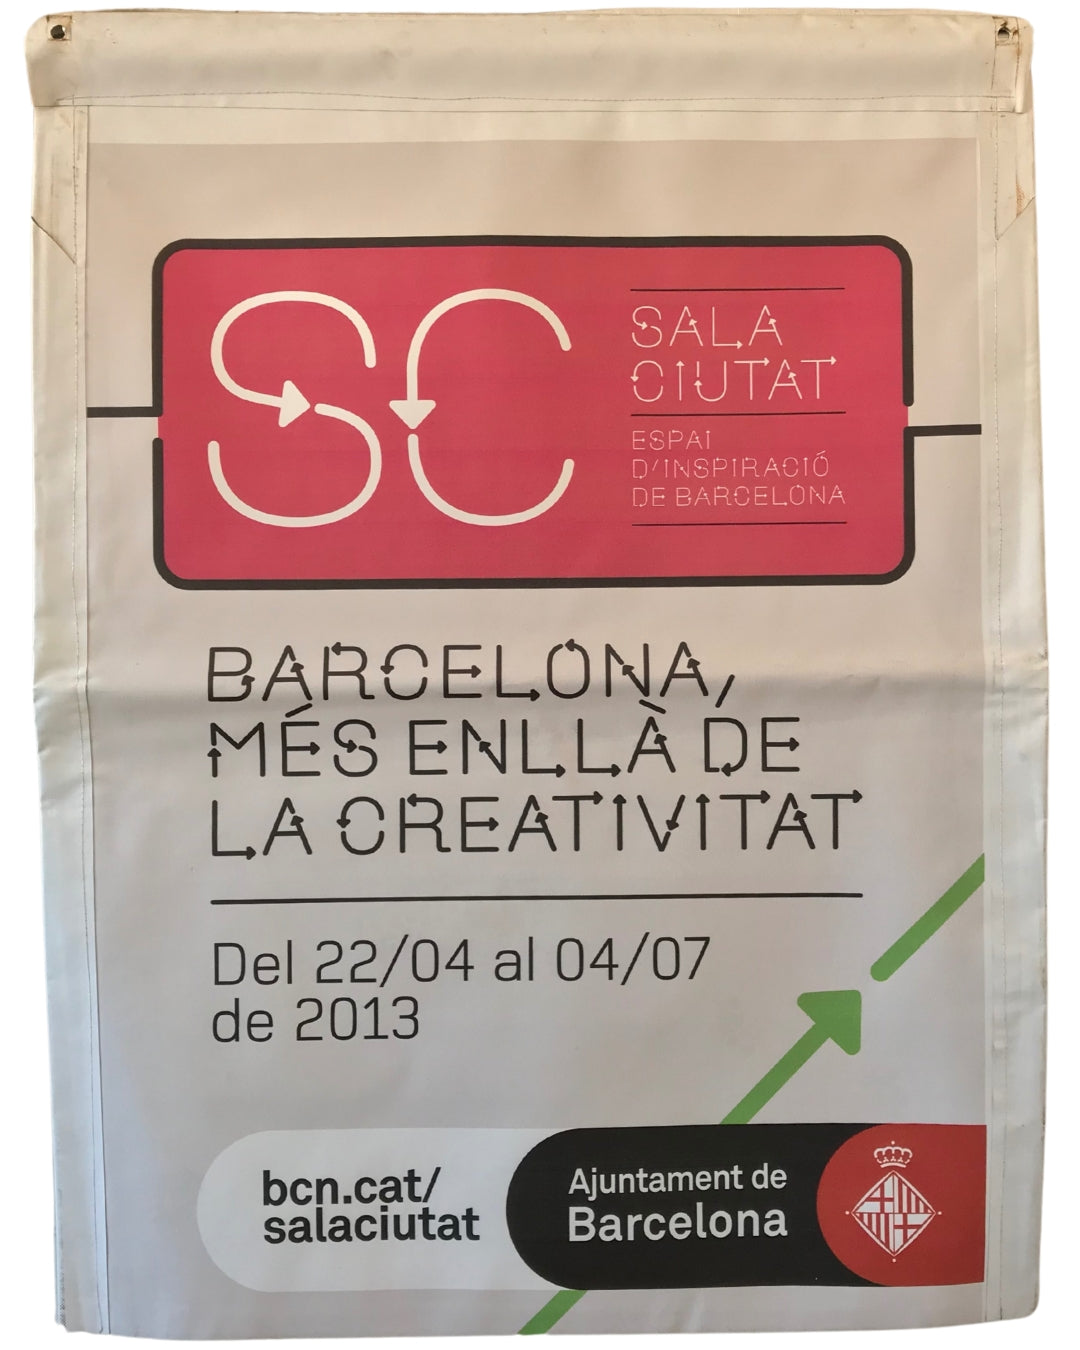 SC
SALA
CIUTAT
ESPAI
D'INSPIRACIÓ
DE BARCELONA
BARCELONA,
MÉS ENLLÀ DE
LA CREATIVITAT
Del 22/04 al 04/07
de 2013
bcn.cat/
salaciutat
Ajuntament de
Barcelona